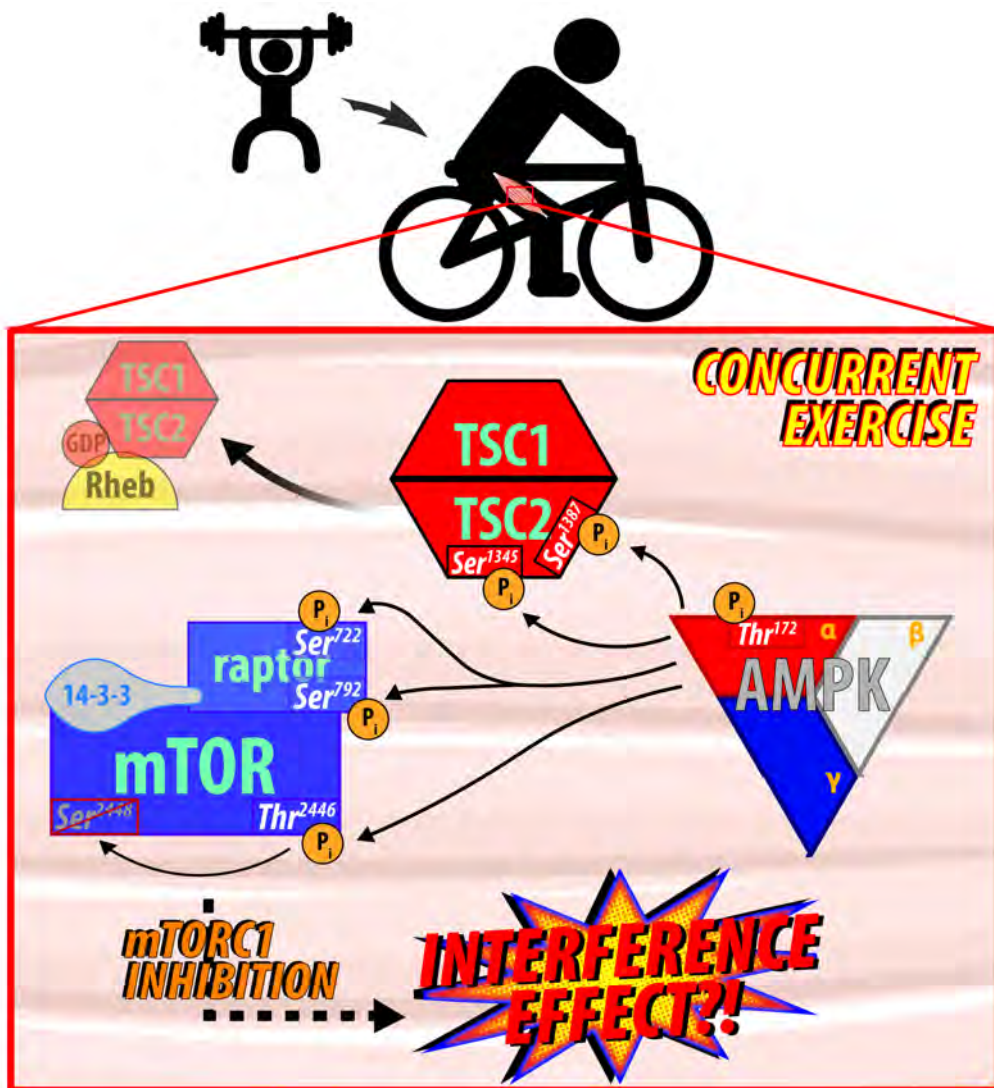 CONCURRENT
EXERCISE
TSC1
TSC2
GDP
Rheb
TSC1
TSC2
Ser1345
Ser1387
Pi
Pi
Pi
Thr172
α
β
AMPK
γ
Pi
Ser722
raptor
Ser792
Pi
14-3-3
mTOR
Ser2448
Thr2446
Pi
mTORC1
INHIBITION
INTERFERENCE
EFFECT?!